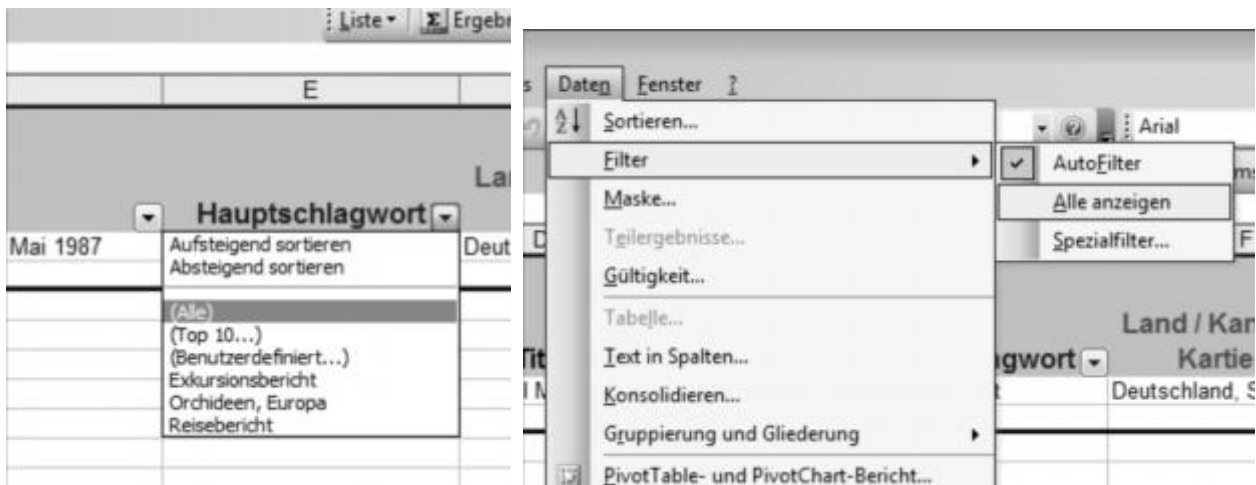 Liste
Σ Ergebr
E
Lar
Hauptschlagwort
Mai 1987
Deut
Aufsteigend sortieren
Absteigend sortieren
(Alle)
(Top 10...)
(Benutzerdefiniert...)
Exkursionsbericht
Orchideen, Europa
Reisebericht
s Daten Fenster ?
Sortieren...
Arial
Filter
AutoFilter
Maske...
Alle anzeigen
Teilergebnisse...
Spezialfilter...
D
F
Gültigkeit...
Tabelle...
Land / Kar
Text in Spalten...
Tit
gwort
Kartie
Konsolidieren...
Deutschland, S
Gruppierung und Gliederung
PivotTable- und PivotChart-Bericht...